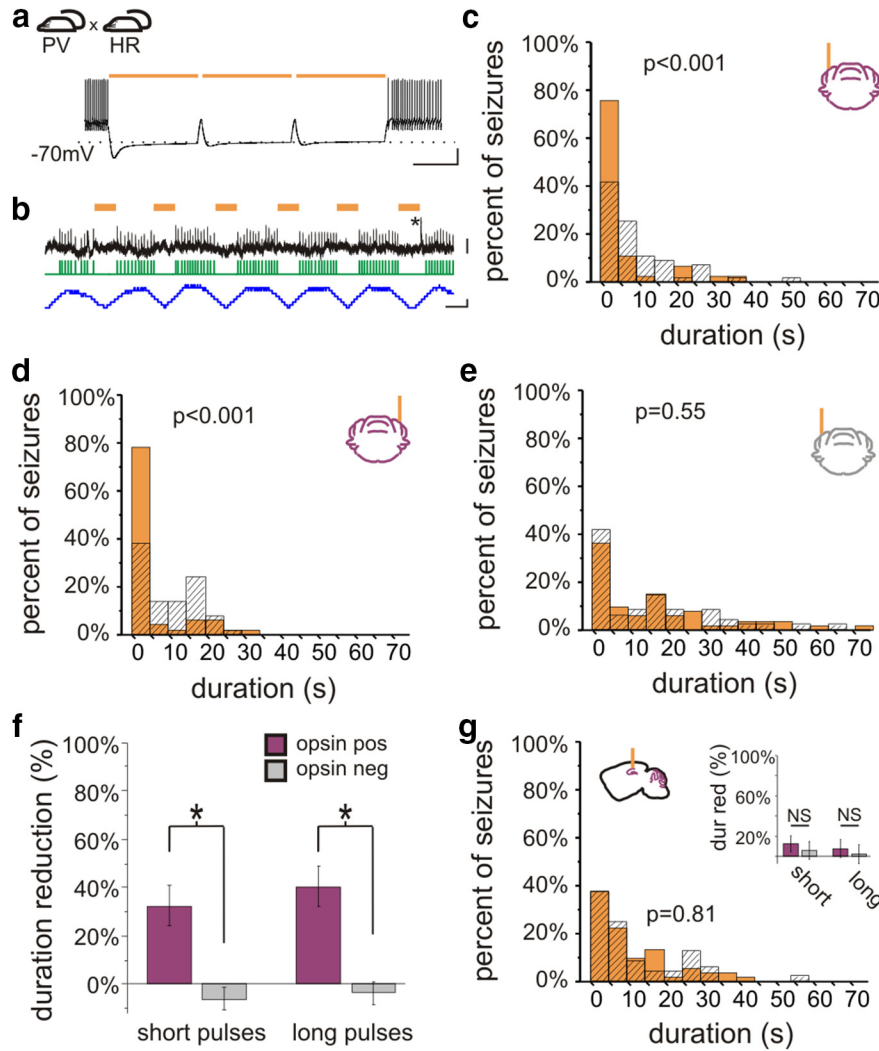 a
PV x HR
-70mV
b
*
c
percent of seizures
100%
80%
60%
40%
20%
0%
p<0.001
0 10 20 30 40 50 60 70
duration (s)
d
percent of seizures
100%
80%
60%
40%
20%
0%
p<0.001
0 10 20 30 40 50 60 70
duration (s)
e
percent of seizures
100%
80%
60%
40%
20%
0%
p=0.55
0 10 20 30 40 50 60 70
duration (s)
f
duration reduction (%)
100%
80%
60%
40%
20%
0%
opsin pos
opsin neg
* *
short pulses long pulses
g
percent of seizures
100%
80%
60%
40%
20%
0%
p=0.81
0 10 20 30 40 50 60 70
duration (s)
dur red (%)
100%
60%
20%
NS NS
short long